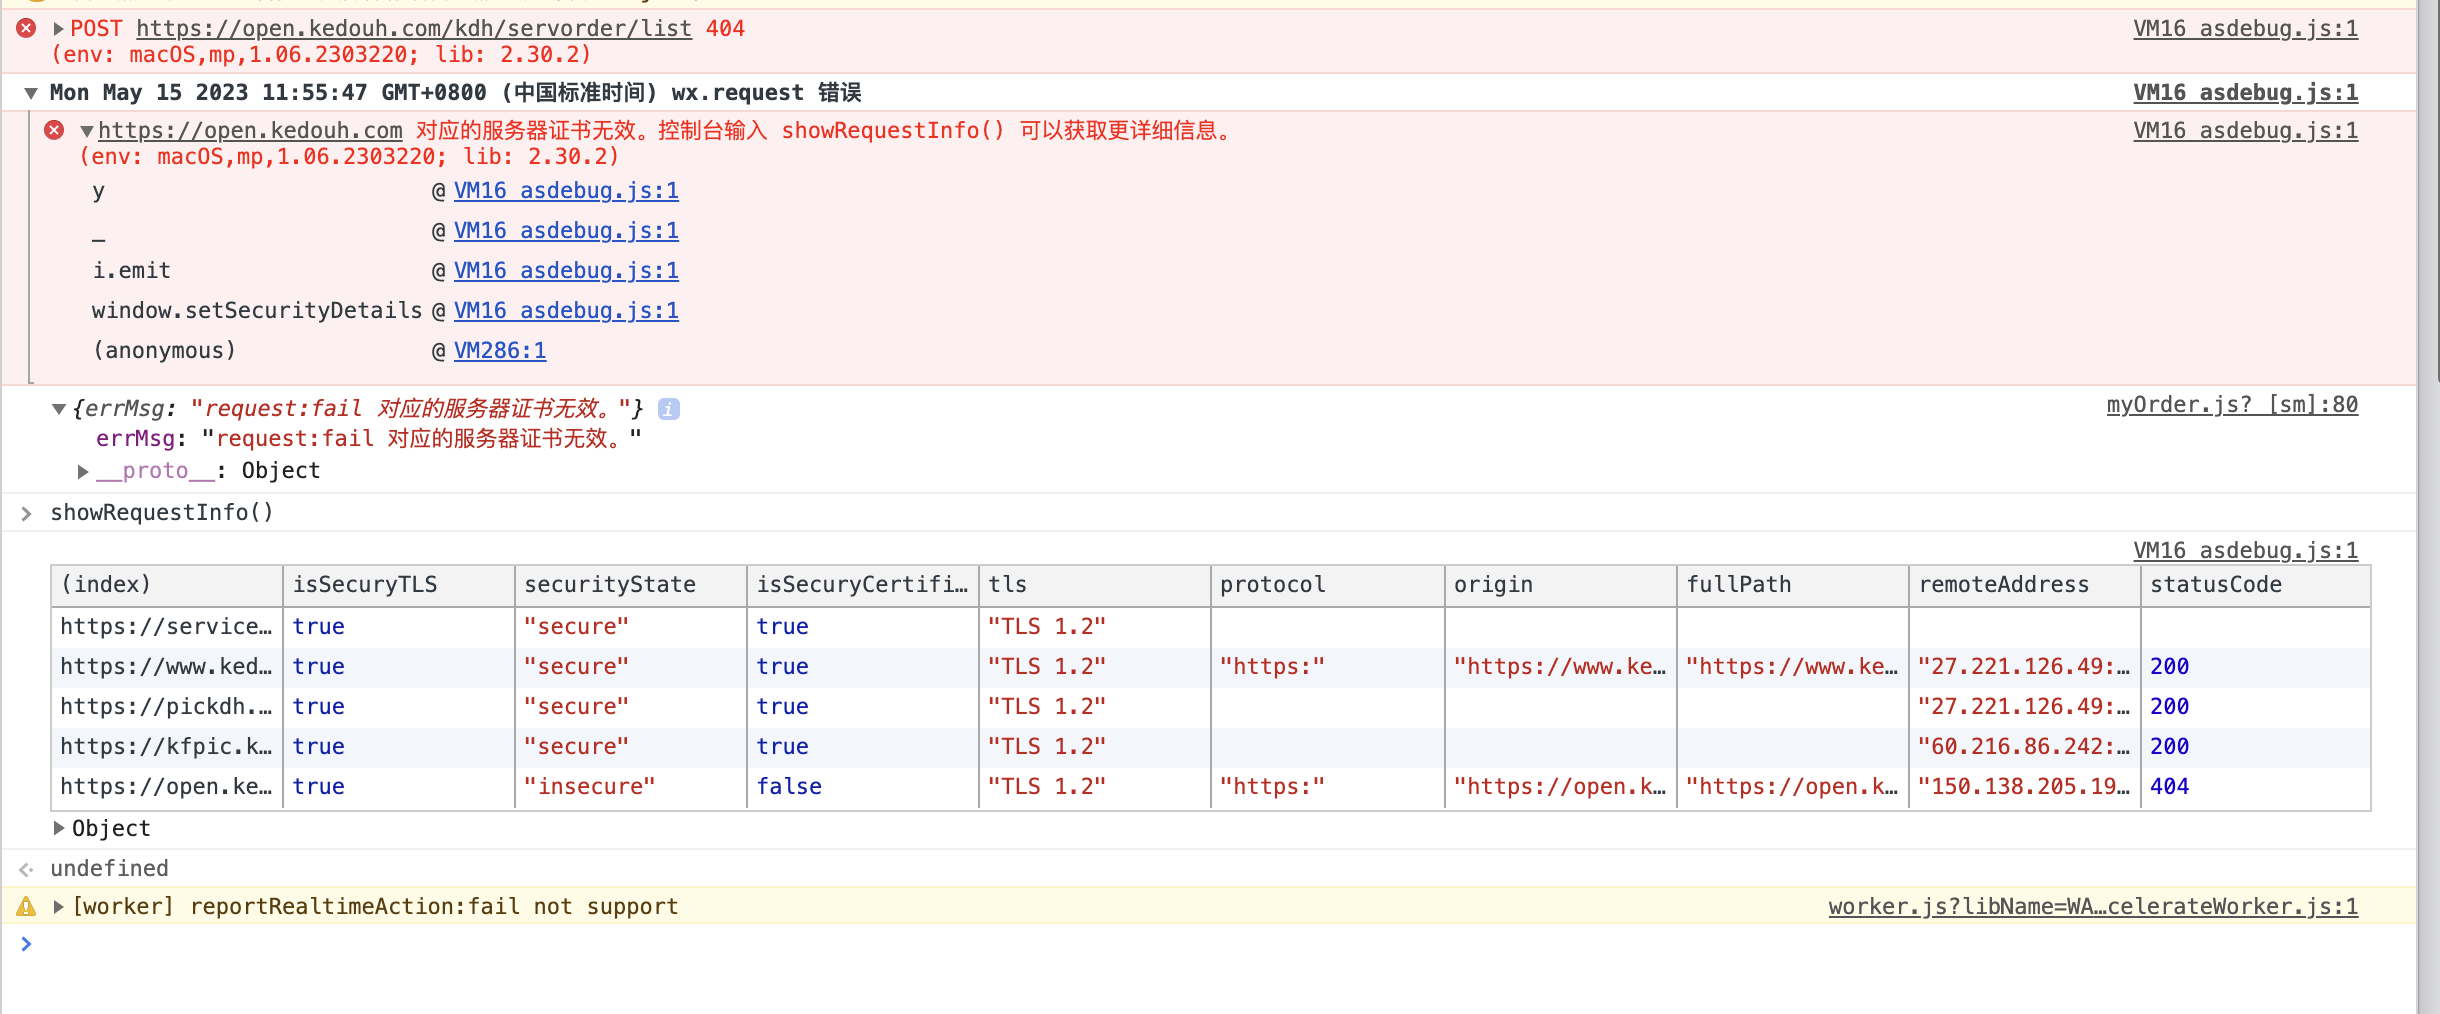 POST https://open.kedouh.com/kdh/servorder/list 404 VM16 asdebug.js:1
(env: macOS,mp,1.06.2303220; lib: 2.30.2)
Mon May 15 2023 11:55:47 GMT+0800 (中国标准时间) wx.request 错误 VM16 asdebug.js:1
https://open.kedouh.com 对应的服务器证书无效。控制台输入 showRequestInfo() 可以获取更详细信息。 VM16 asdebug.js:1
(env: macOS,mp,1.06.2303220; lib: 2.30.2)
y @ VM16 asdebug.js:1
_ @ VM16 asdebug.js:1
i.emit @ VM16 asdebug.js:1
window.setSecurityDetails @ VM16 asdebug.js:1
(anonymous) @ VM286:1
{errMsg: "request:fail 对应的服务器证书无效。"} i myOrder.js? [sm]:80
errMsg: "request:fail 对应的服务器证书无效。"
__proto__: Object
showRequestInfo()
VM16 asdebug.js:1
(index) isSecuryTLS securityState isSecuryCertifi… tls protocol origin fullPath remoteAddress statusCode
https://service… true "secure" true "TLS 1.2"
https://www.ked… true "secure" true "TLS 1.2" "https:" "https://www.ke… "https://www.ke… "27.221.126.49:… 200
https://pickdh.… true "secure" true "TLS 1.2" "27.221.126.49:… 200
https://kfpic.k… true "secure" true "TLS 1.2" "60.216.86.242:… 200
https://open.ke… true "insecure" false "TLS 1.2" "https:" "https://open.k… "https://open.k… "150.138.205.19… 404
Object
undefined
[worker] reportRealtimeAction:fail not support worker.js?libName=WA…celerateWorker.js:1